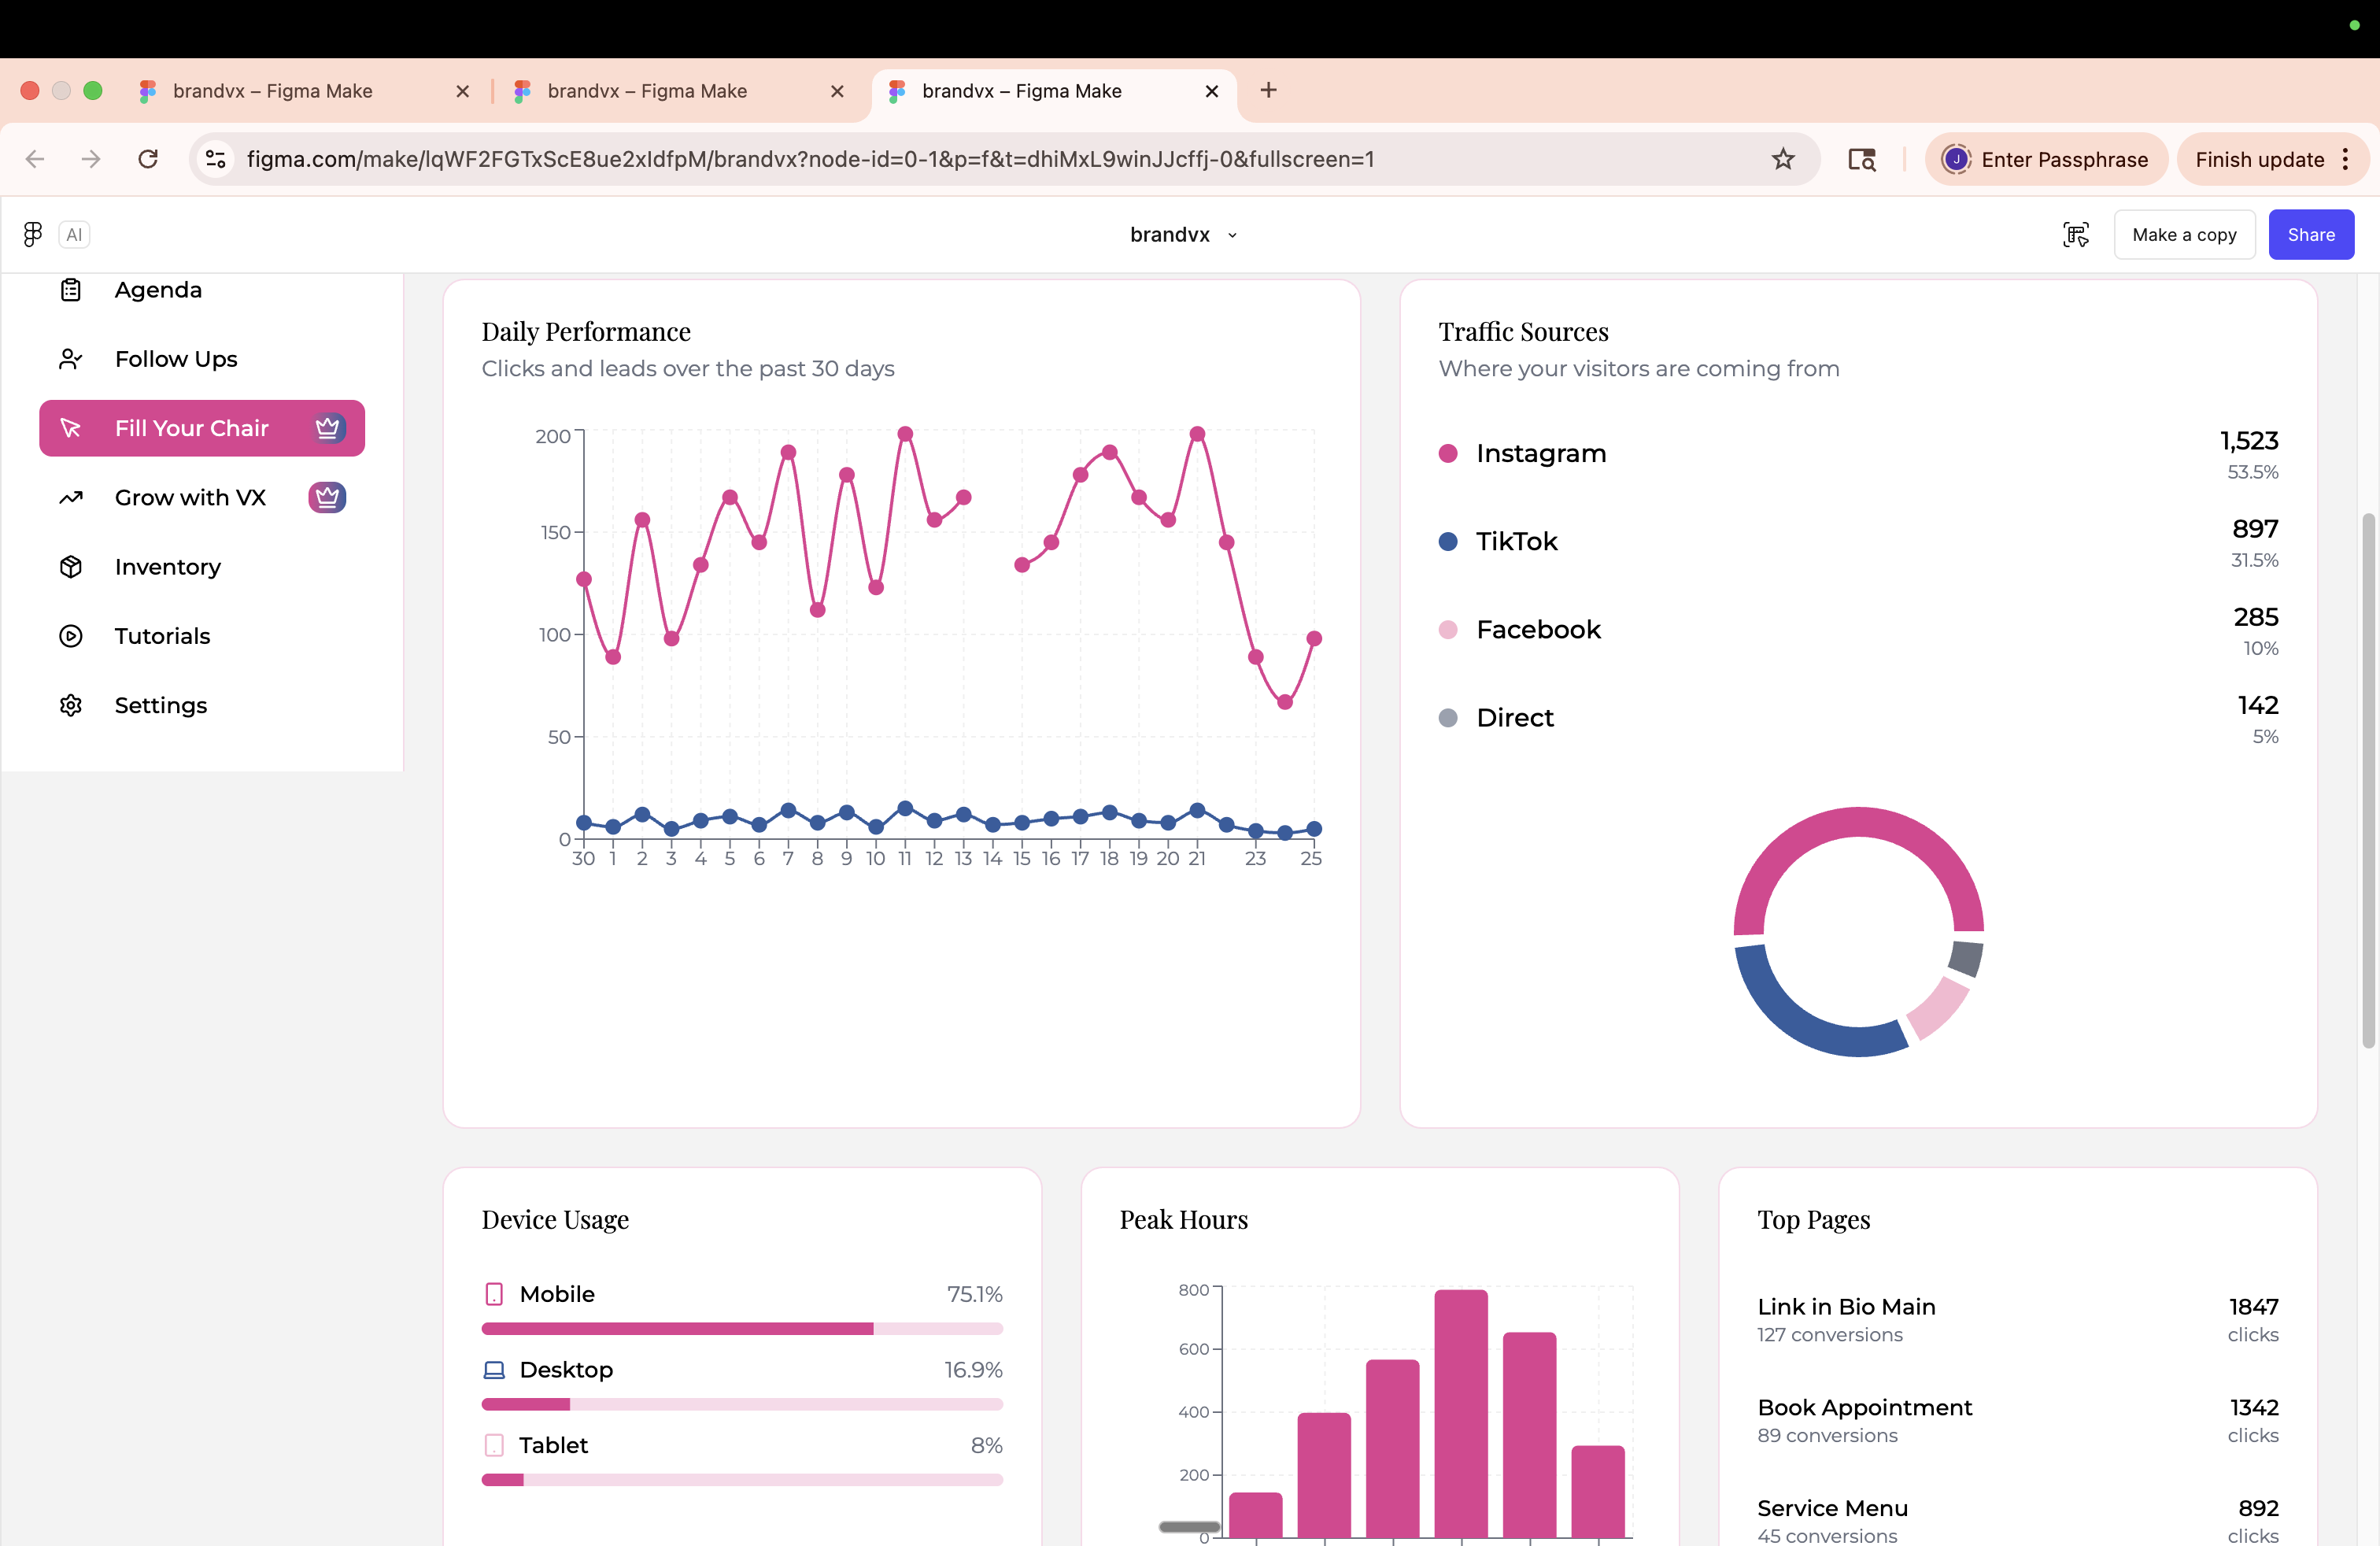 brandvx – Figma Make
brandvx – Figma Make
brandvx – Figma Make
figma.com/make/lqWF2FGTxScE8ue2xIdfpM/brandvx?node-id=0-1&p=f&t=dhiMxL9winJJcffj-0&fullscreen=1
J
Enter Passphrase
Finish update
AI
brandvx
Make a copy
Share
Agenda
Follow Ups
Fill Your Chair
Grow with VX
Inventory
Tutorials
Settings
Daily Performance
Clicks and leads over the past 30 days
200
150
100
50
0
30 1 2 3 4 5 6 7 8 9 10 11 12 13 14 15 16 17 18 19 20 21 23 25
Traffic Sources
Where your visitors are coming from
Instagram
1,523
53.5%
TikTok
897
31.5%
Facebook
285
10%
Direct
142
5%
Device Usage
Mobile 75.1%
Desktop 16.9%
Tablet 8%
Peak Hours
800
600
400
200
0
Top Pages
Link in Bio Main 1847
127 conversions clicks
Book Appointment 1342
89 conversions clicks
Service Menu 892
45 conversions clicks